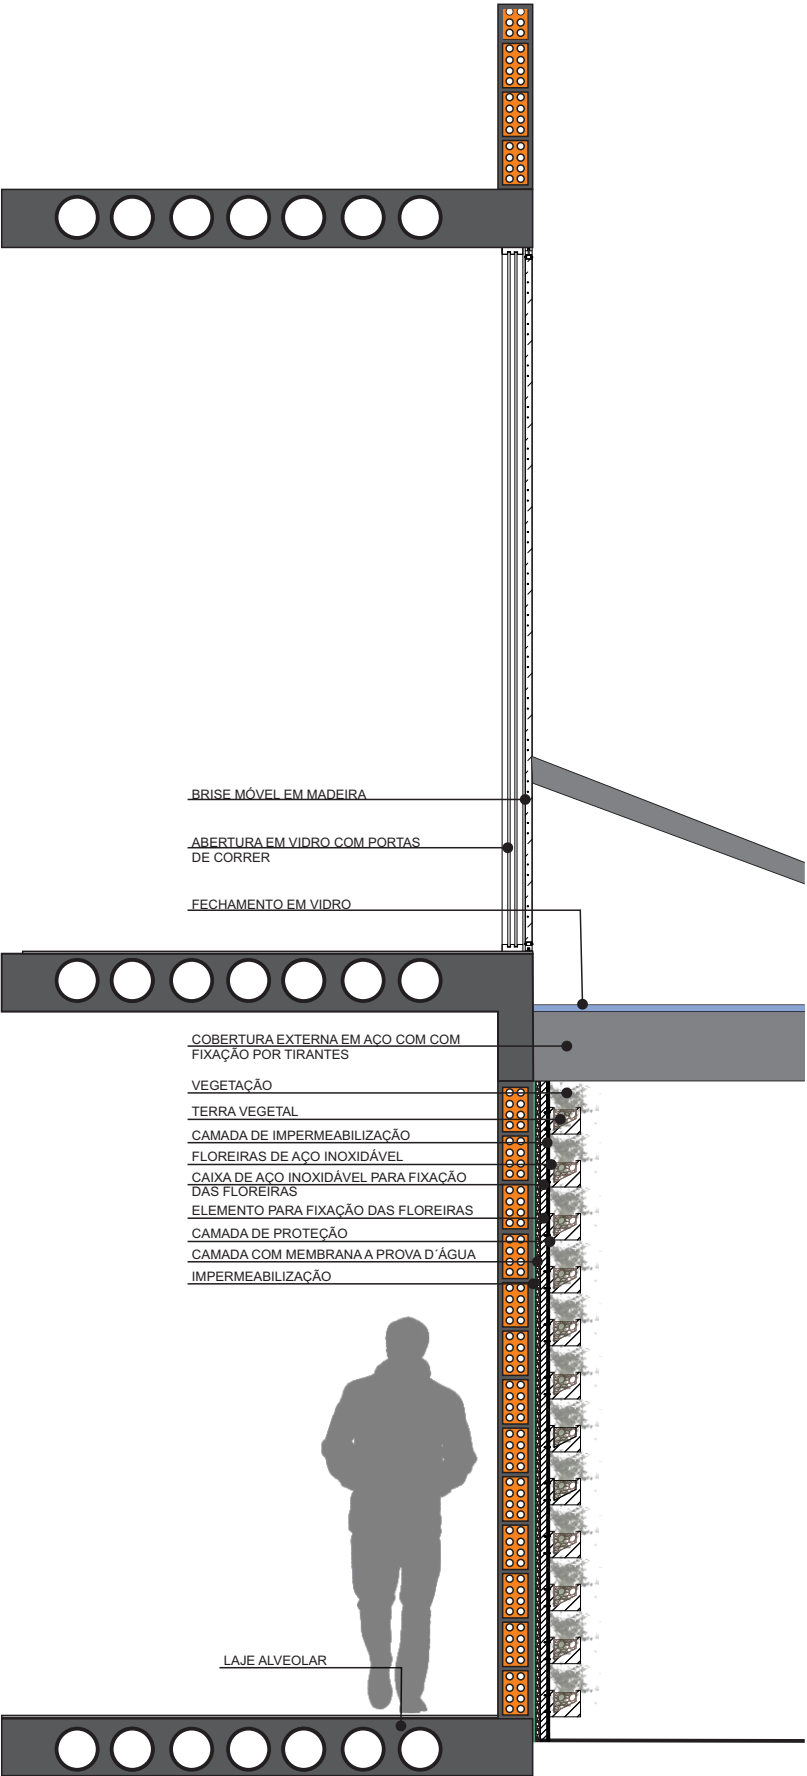 BRISE MÓVEL EM MADEIRA
ABERTURA EM VIDRO COM PORTAS
DE CORRER
FECHAMENTO EM VIDRO
COBERTURA EXTERNA EM AÇO COM COM
FIXAÇÃO POR TIRANTES
VEGETAÇÃO
TERRA VEGETAL
CAMADA DE IMPERMEABILIZAÇÃO
FLOREIRAS DE AÇO INOXIDÁVEL
CAIXA DE AÇO INOXIDÁVEL PARA FIXAÇÃO
DAS FLOREIRAS
ELEMENTO PARA FIXAÇÃO DAS FLOREIRAS
CAMADA DE PROTEÇÃO
CAMADA COM MEMBRANA A PROVA D´ÁGUA
IMPERMEABILIZAÇÃO
LAJE ALVEOLAR